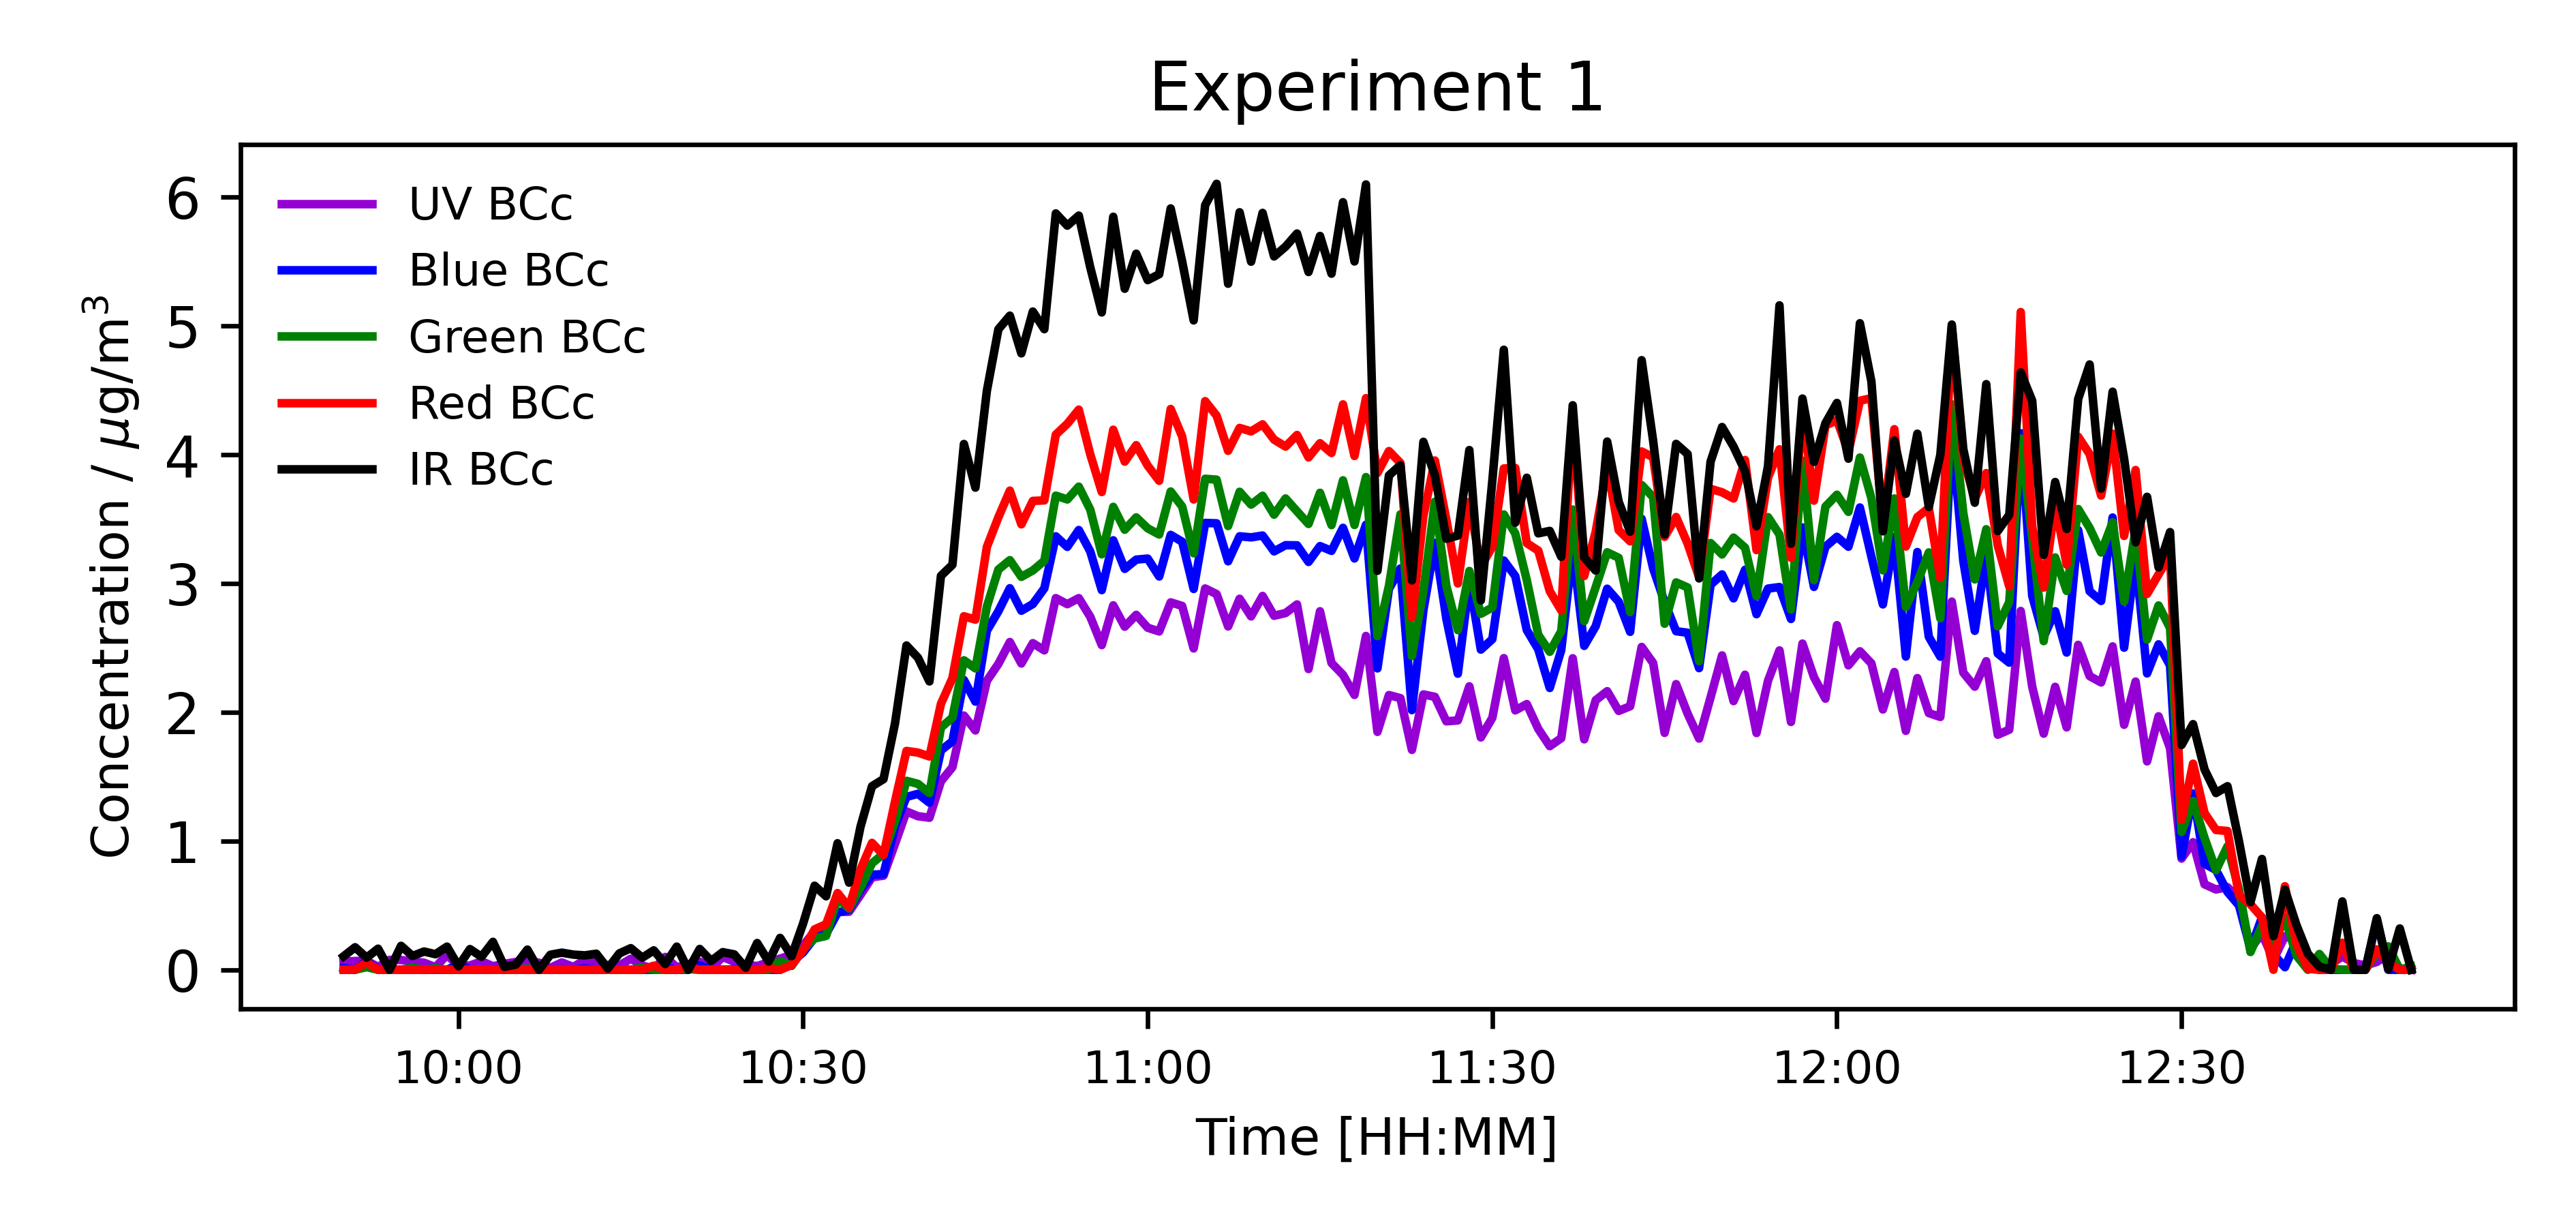 Experiment 1
UV BCc
Blue BCc
Green BCc
Red BCc
IR BCc
Concentration / μg/m³
6
5
4
3
2
1
0
10:00 10:30 11:00 11:30 12:00 12:30
Time [HH:MM]